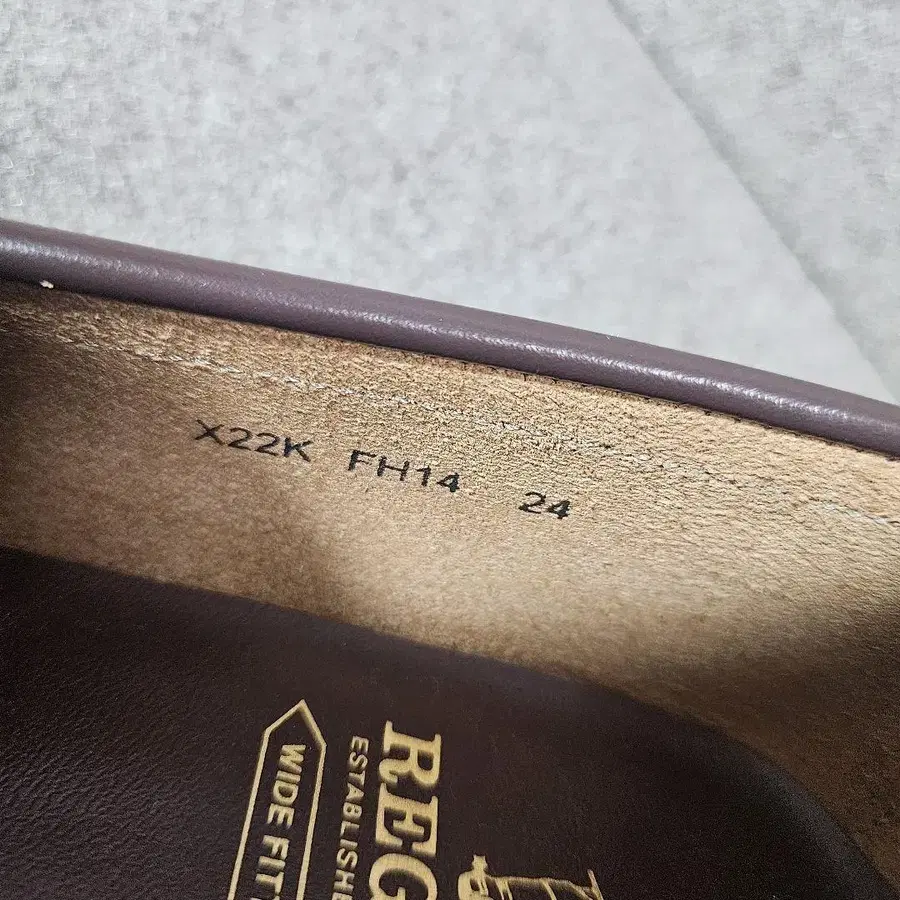 X22K FH14 24
REG
ESTABLISHE
WIDE FIT